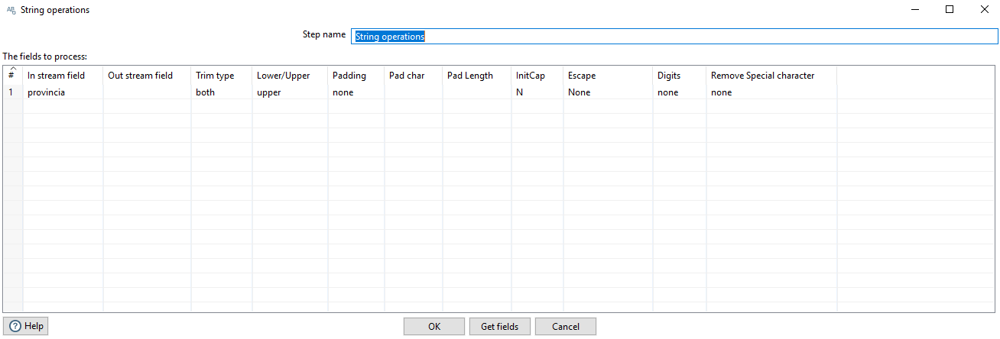 String operations
Step name String operations
The fields to process:
# In stream field Out stream field Trim type Lower/Upper Padding Pad char Pad Length InitCap Escape Digits Remove Special character
1 provincia both upper none N None none none
Help OK Get fields Cancel